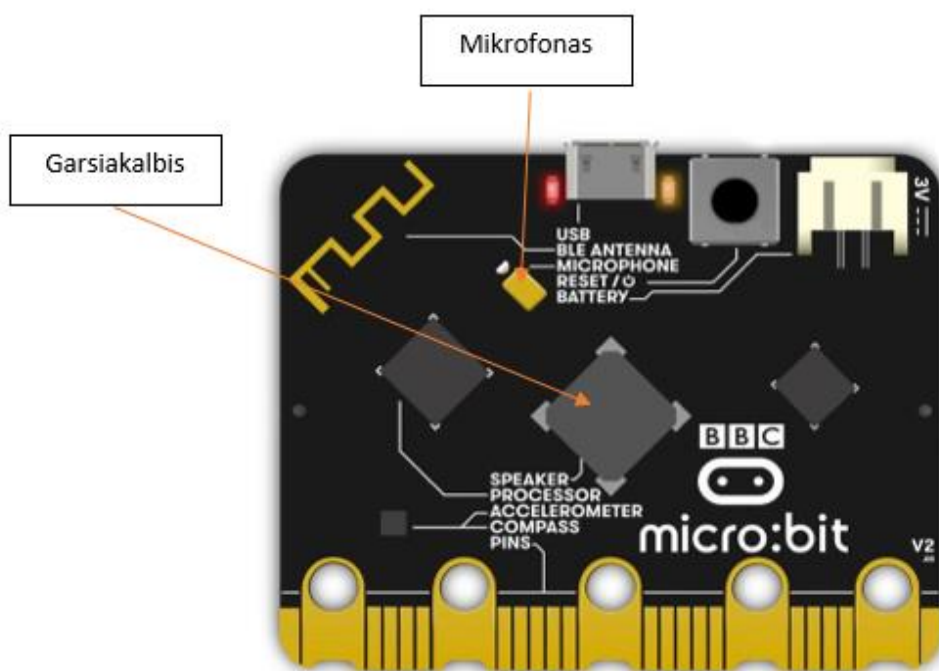 Mikrofonas
Garsiakalbis
3V
USB
BLE ANTENNA
MICROPHONE
RESET /
BATTERY
BBC
SPEAKER
PROCESSOR
ACCELEROMETER
COMPASS
PINS
micro:bit
V2